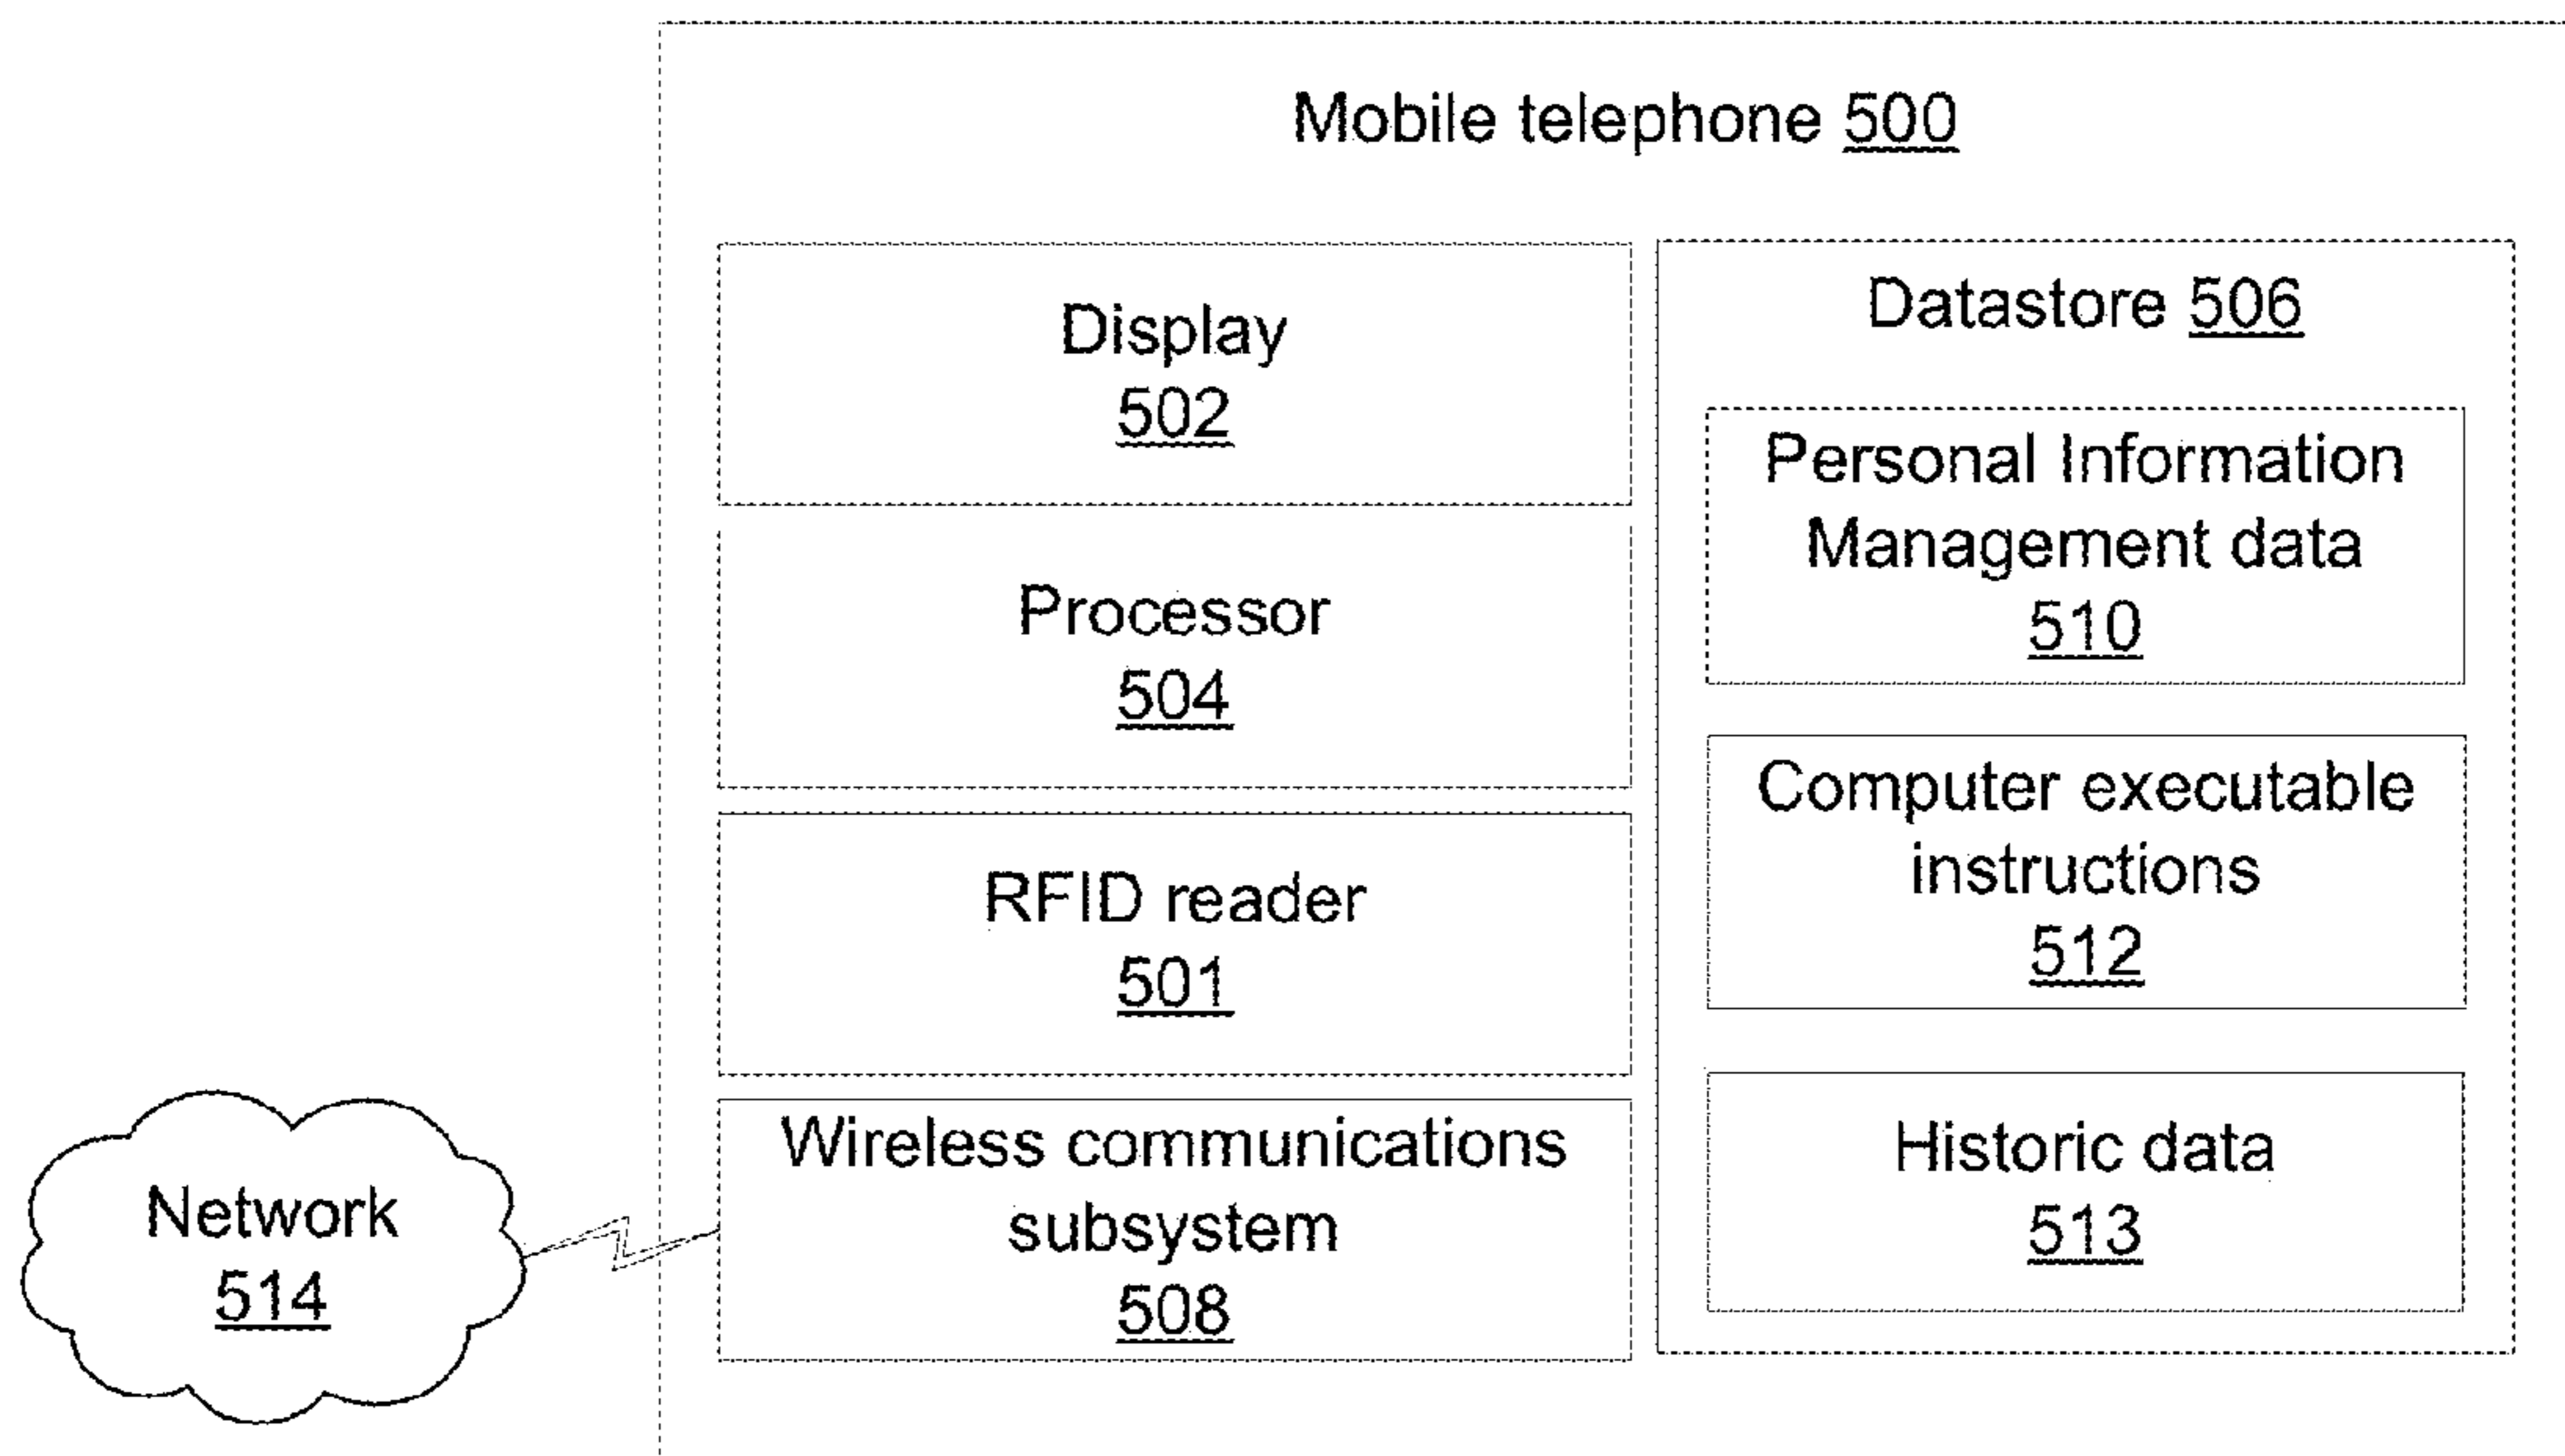 Mobile telephone 500
Display
502
Processor
504
RFID reader
501
Wireless communications
subsystem
508
Datastore 506
Personal Information
Management data
510
Computer executable
instructions
512
Historic data
513
Network
514